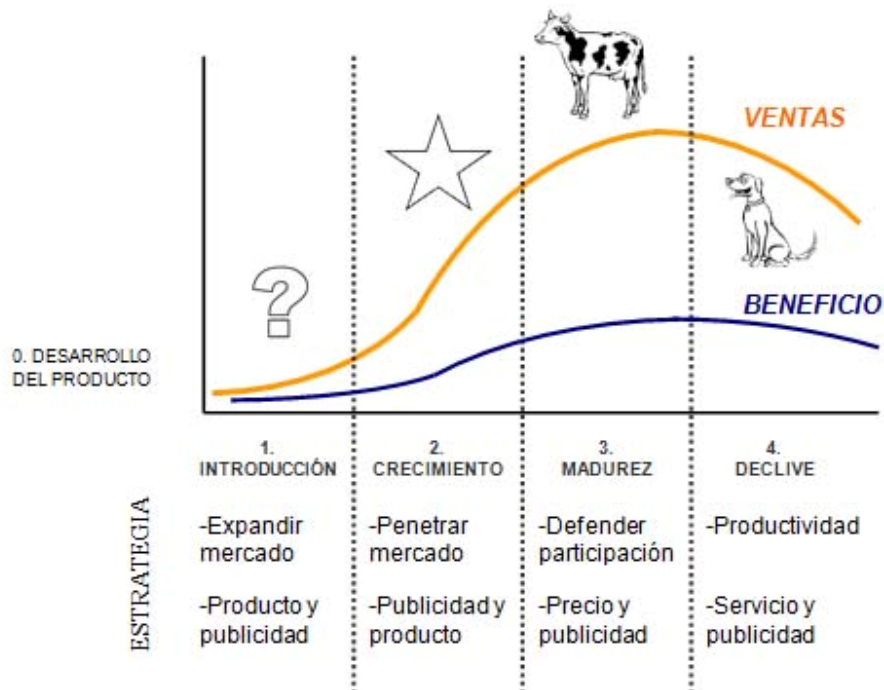 VENTAS
?
BENEFICIO
0. DESARROLLO
DEL PRODUCTO
1.
INTRODUCCIÓN
2.
CRECIMIENTO
3.
MADUREZ
4.
DECLIVE
ESTRATEGIA
-Expandir
mercado
-Producto y
publicidad
-Penetrar
mercado
-Publicidad y
producto
-Defender
participación
-Precio y
publicidad
-Productividad
-Servicio y
publicidad